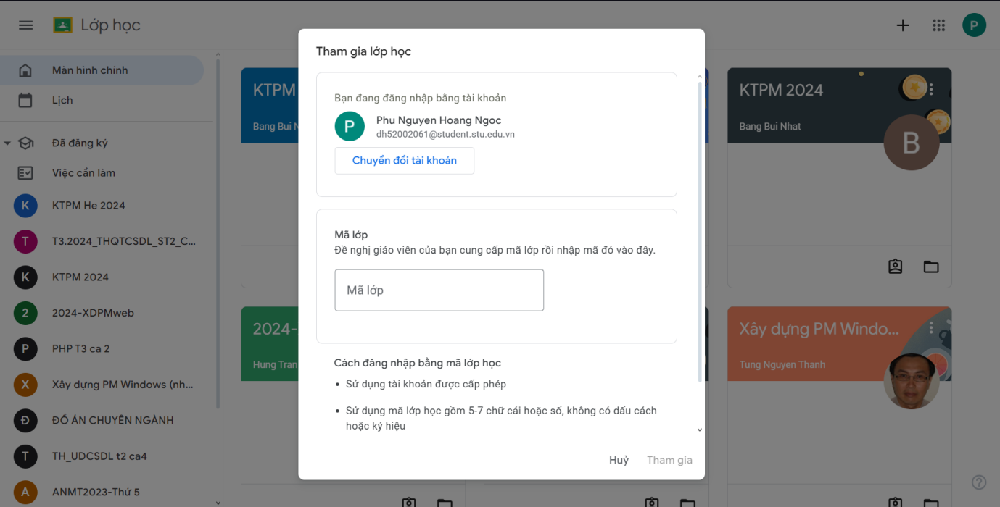 Lớp học
P
Màn hình chính
Lịch
Đã đăng ký
Việc cần làm
K
KTPM He 2024
T
T3.2024_THQTCSDL_ST2_C...
K
KTPM 2024
2
2024-XDPMweb
P
PHP T3 ca 2
X
Xây dựng PM Windows (nh...
Đ
ĐỒ ÁN CHUYÊN NGÀNH
T
TH_UDCSDL t2 ca4
A
ANMT2023-Thứ 5
KTPM
Bang Bui N
2024-
Hung Tran
Tham gia lớp học
Bạn đang đăng nhập bằng tài khoản
P
Phu Nguyen Hoang Ngoc
dh52002061@student.stu.edu.vn
Chuyển đổi tài khoản
Mã lớp
Đề nghị giáo viên của bạn cung cấp mã lớp rồi nhập mã đó vào đây.
Mã lớp
Cách đăng nhập bằng mã lớp học
• Sử dụng tài khoản được cấp phép
• Sử dụng mã lớp học gồm 5-7 chữ cái hoặc số, không có dấu cách
hoặc ký hiệu
Huỷ
Tham gia
KTPM 2024
Bang Bui Nhat
B
Xây dựng PM Windo...
Tung Nguyen Thanh